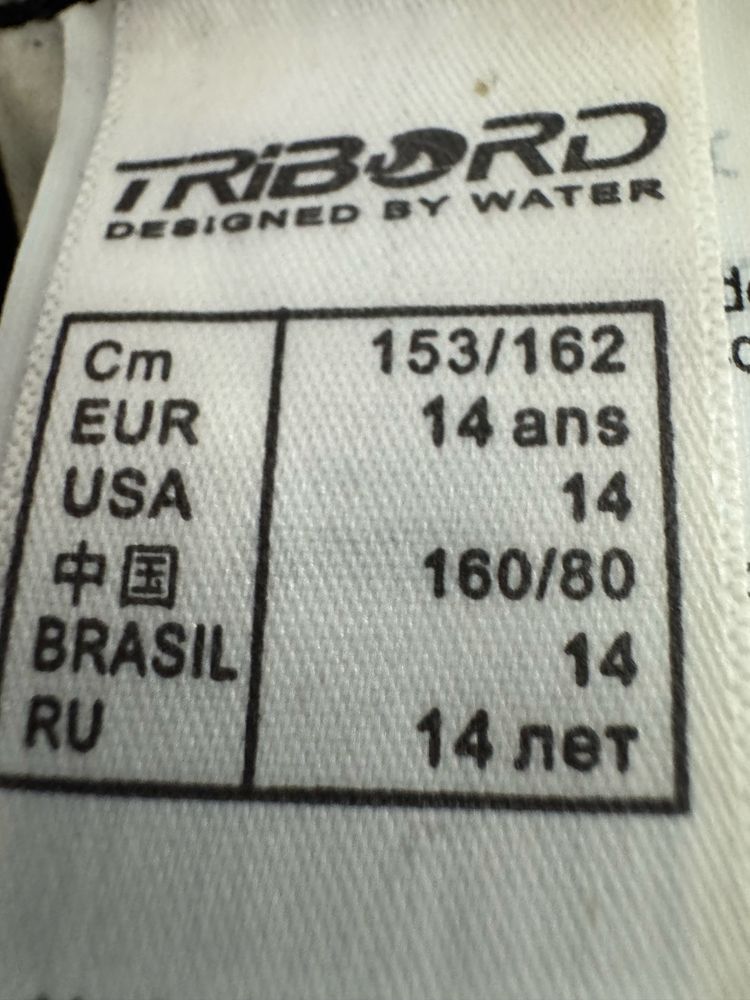 TRIBORD
DESIGNED BY WATER
Cm 153/162
EUR 14 ans
USA 14
中国 160/80
BRASIL 14
RU 14 лет